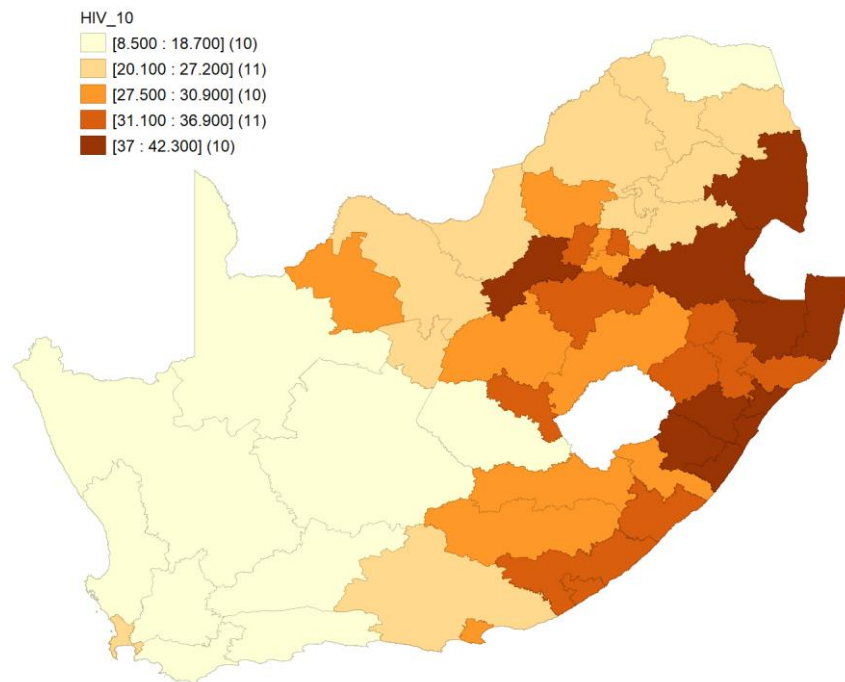 HIV_10
[8.500 : 18.700] (10)
[20.100 : 27.200] (11)
[27.500 : 30.900] (10)
[31.100 : 36.900] (11)
[37 : 42.300] (10)